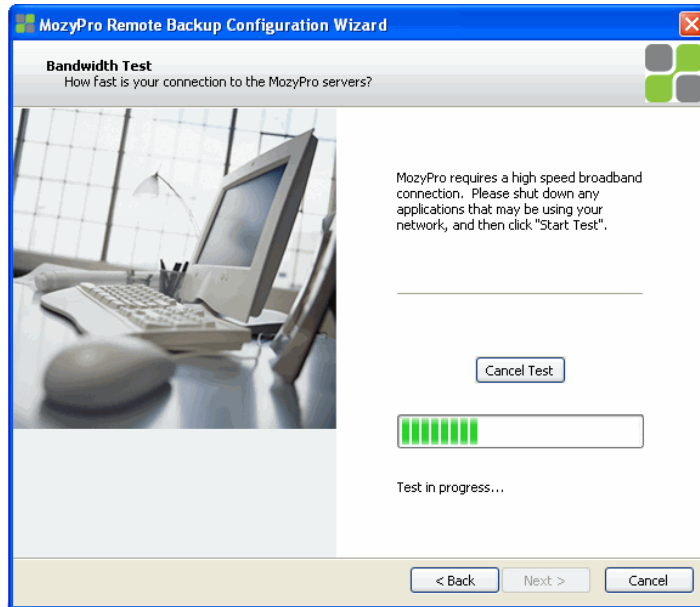 MozyPro Remote Backup Configuration Wizard
Bandwidth Test
How fast is your connection to the MozyPro servers?
MozyPro requires a high speed broadband
connection. Please shut down any
applications that may be using your
network, and then click "Start Test".
Cancel Test
Test in progress...
< Back
Next >
Cancel